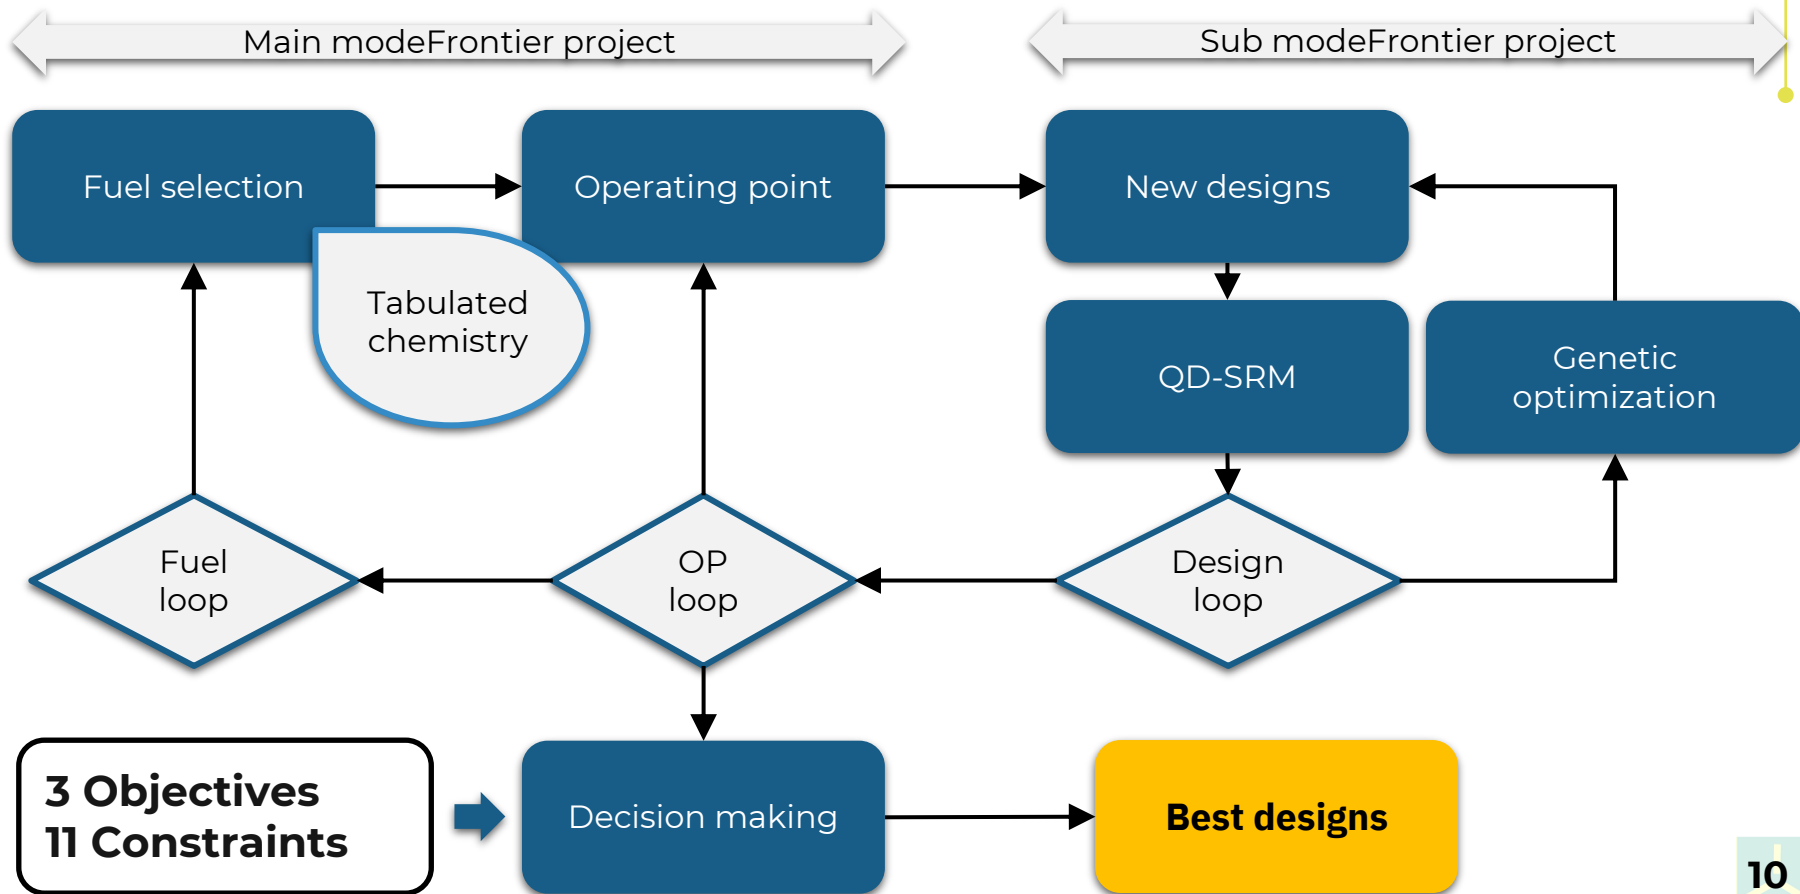 Main modeFrontier project
Sub modeFrontier project
Fuel selection
Operating point
New designs
Tabulated
chemistry
QD-SRM
Genetic
optimization
Fuel
loop
OP
loop
Design
loop
3 Objectives
11 Constraints
Decision making
Best designs
10